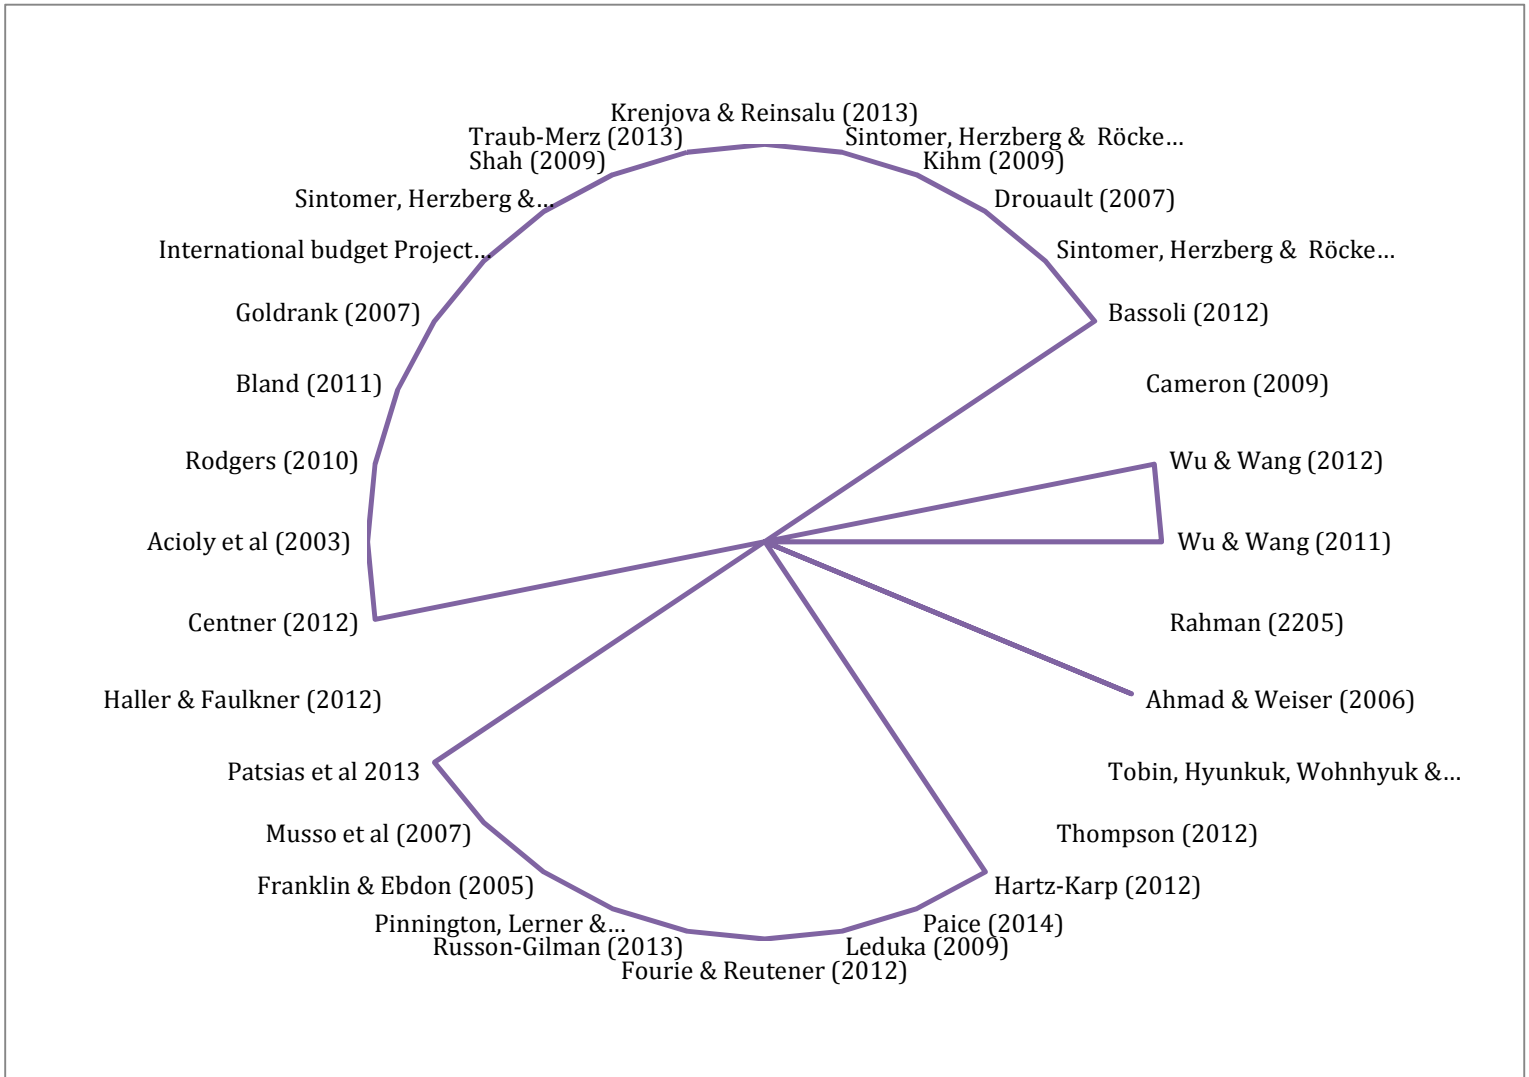 Krenjova & Reinsalu (2013)
Sintomer, Herzberg &  Röcke…
Kihm (2009)
Drouault (2007)
Sintomer, Herzberg &  Röcke…
Bassoli (2012)
Cameron (2009)
Wu & Wang (2012)
Wu & Wang (2011)
Rahman (2205)
Ahmad & Weiser (2006)
Tobin, Hyunkuk, Wohnhyuk &…
Thompson (2012)
Hartz-Karp (2012)
Paice (2014)
Leduka (2009)
Fourie & Reutener (2012)
Russon-Gilman (2013)
Pinnington, Lerner &…
Franklin & Ebdon (2005)
Musso et al (2007)
Patsias et al 2013
Haller & Faulkner (2012)
Centner (2012)
Acioly et al (2003)
Rodgers (2010)
Bland (2011)
Goldrank (2007)
International budget Project…
Sintomer, Herzberg &…
Shah (2009)
Traub-Merz (2013)